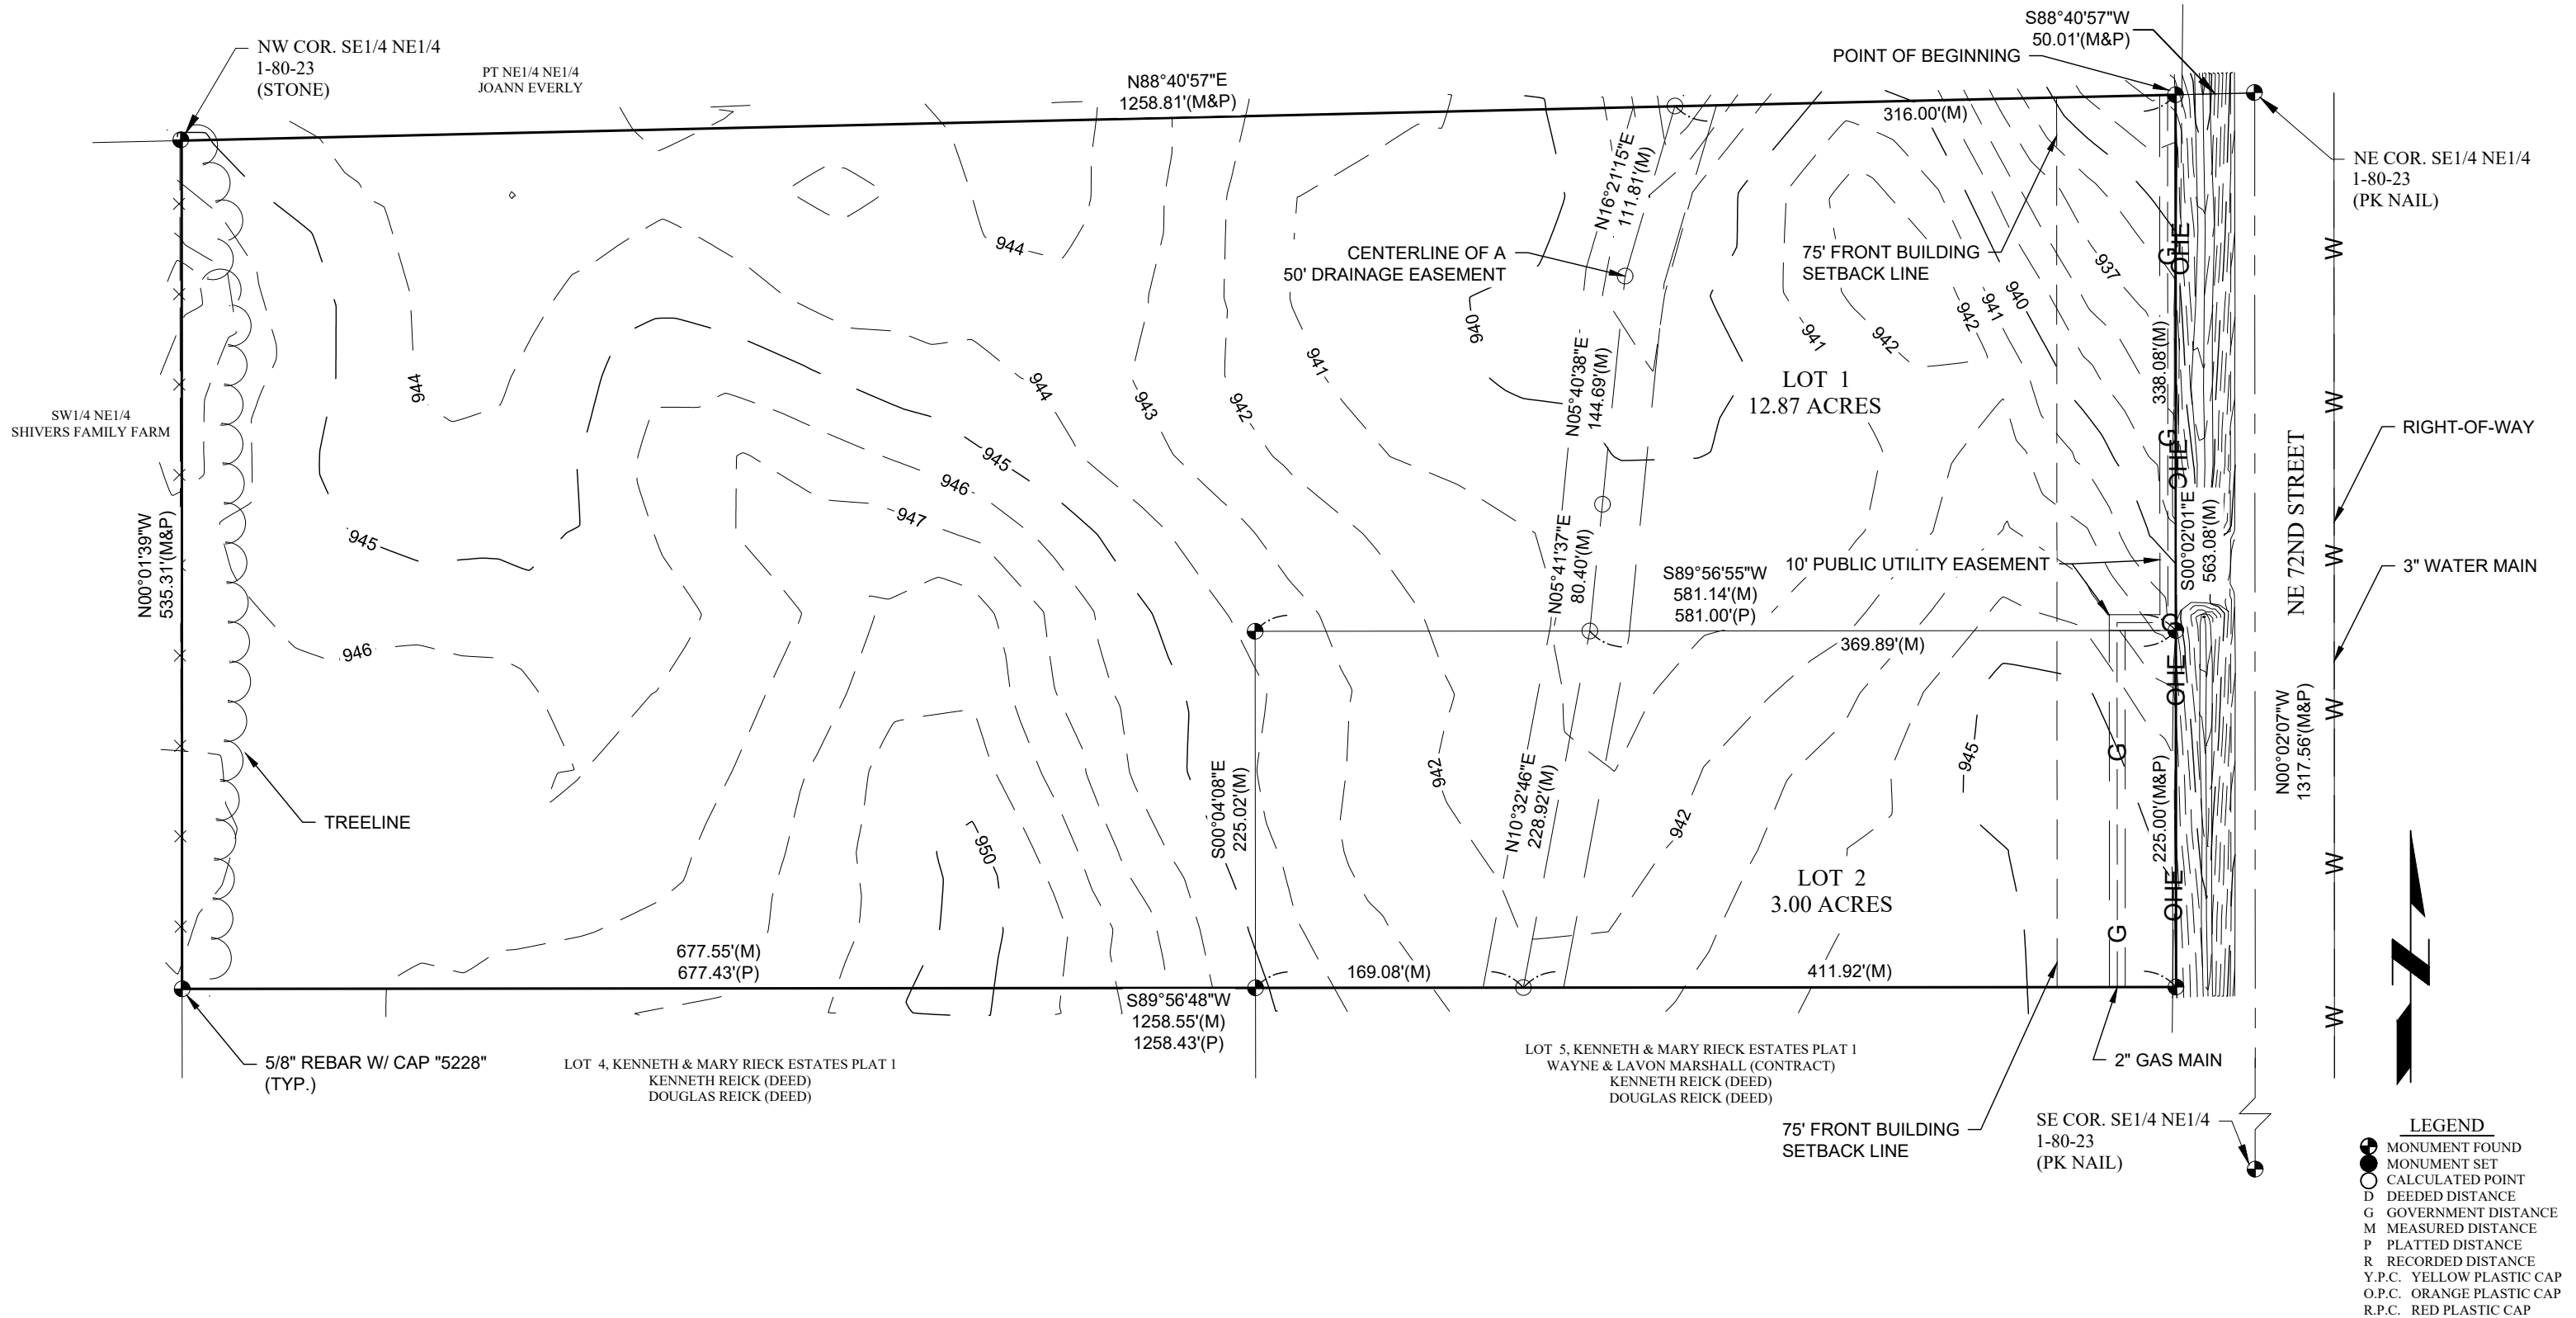 S88°40'57"W
50.01'(M&P)
POINT OF BEGINNING
NW COR. SE1/4 NE1/4
1-80-23
(STONE)
PT NE1/4 NE1/4
JOANN EVERLY
N88°40'57"E
1258.81'(M&P)
316.00'(M)
NE COR. SE1/4 NE1/4
1-80-23
(PK NAIL)
N16°21'15"E
111.81'(M)
CENTERLINE OF A
50' DRAINAGE EASEMENT
75' FRONT BUILDING
SETBACK LINE
944
937
940
941
942
G
OHE
W
940
941
942
944
944
943
942
941
N05°40'38"E
144.69'(M)
338.08'(M)
LOT 1
12.87 ACRES
SW1/4 NE1/4
SHIVERS FAMILY FARM
W
RIGHT-OF-WAY
G
OHE
945
946
947
945
NE 72ND STREET
N00°01'39"W
535.31'(M&P)
N05°41'37"E
80.40'(M)
S00°02'01"E
563.08'(M)
10' PUBLIC UTILITY EASEMENT
W
3" WATER MAIN
S89°56'55"W
581.14'(M)
581.00'(P)
369.89'(M)
G
946
OHE
W
N00°02'07"W
1317.56'(M&P)
S00°04'08"E
225.02'(M)
942
N10°32'46"E
228.92'(M)
942
945
G
225.00'(M&P)
TREELINE
950
LOT 2
3.00 ACRES
W
OHE
G
677.55'(M)
677.43'(P)
169.08'(M)
411.92'(M)
S89°56'48"W
1258.55'(M)
1258.43'(P)
W
5/8" REBAR W/ CAP "5228"
(TYP.)
LOT 4, KENNETH & MARY RIECK ESTATES PLAT 1
KENNETH REICK (DEED)
DOUGLAS REICK (DEED)
LOT 5, KENNETH & MARY RIECK ESTATES PLAT 1
WAYNE & LAVON MARSHALL (CONTRACT)
KENNETH REICK (DEED)
DOUGLAS REICK (DEED)
2" GAS MAIN
75' FRONT BUILDING
SETBACK LINE
SE COR. SE1/4 NE1/4
1-80-23
(PK NAIL)
N
LEGEND
MONUMENT FOUND
MONUMENT SET
CALCULATED POINT
D DEEDED DISTANCE
G GOVERNMENT DISTANCE
M MEASURED DISTANCE
P PLATTED DISTANCE
R RECORDED DISTANCE
Y.P.C. YELLOW PLASTIC CAP
O.P.C. ORANGE PLASTIC CAP
R.P.C. RED PLASTIC CAP